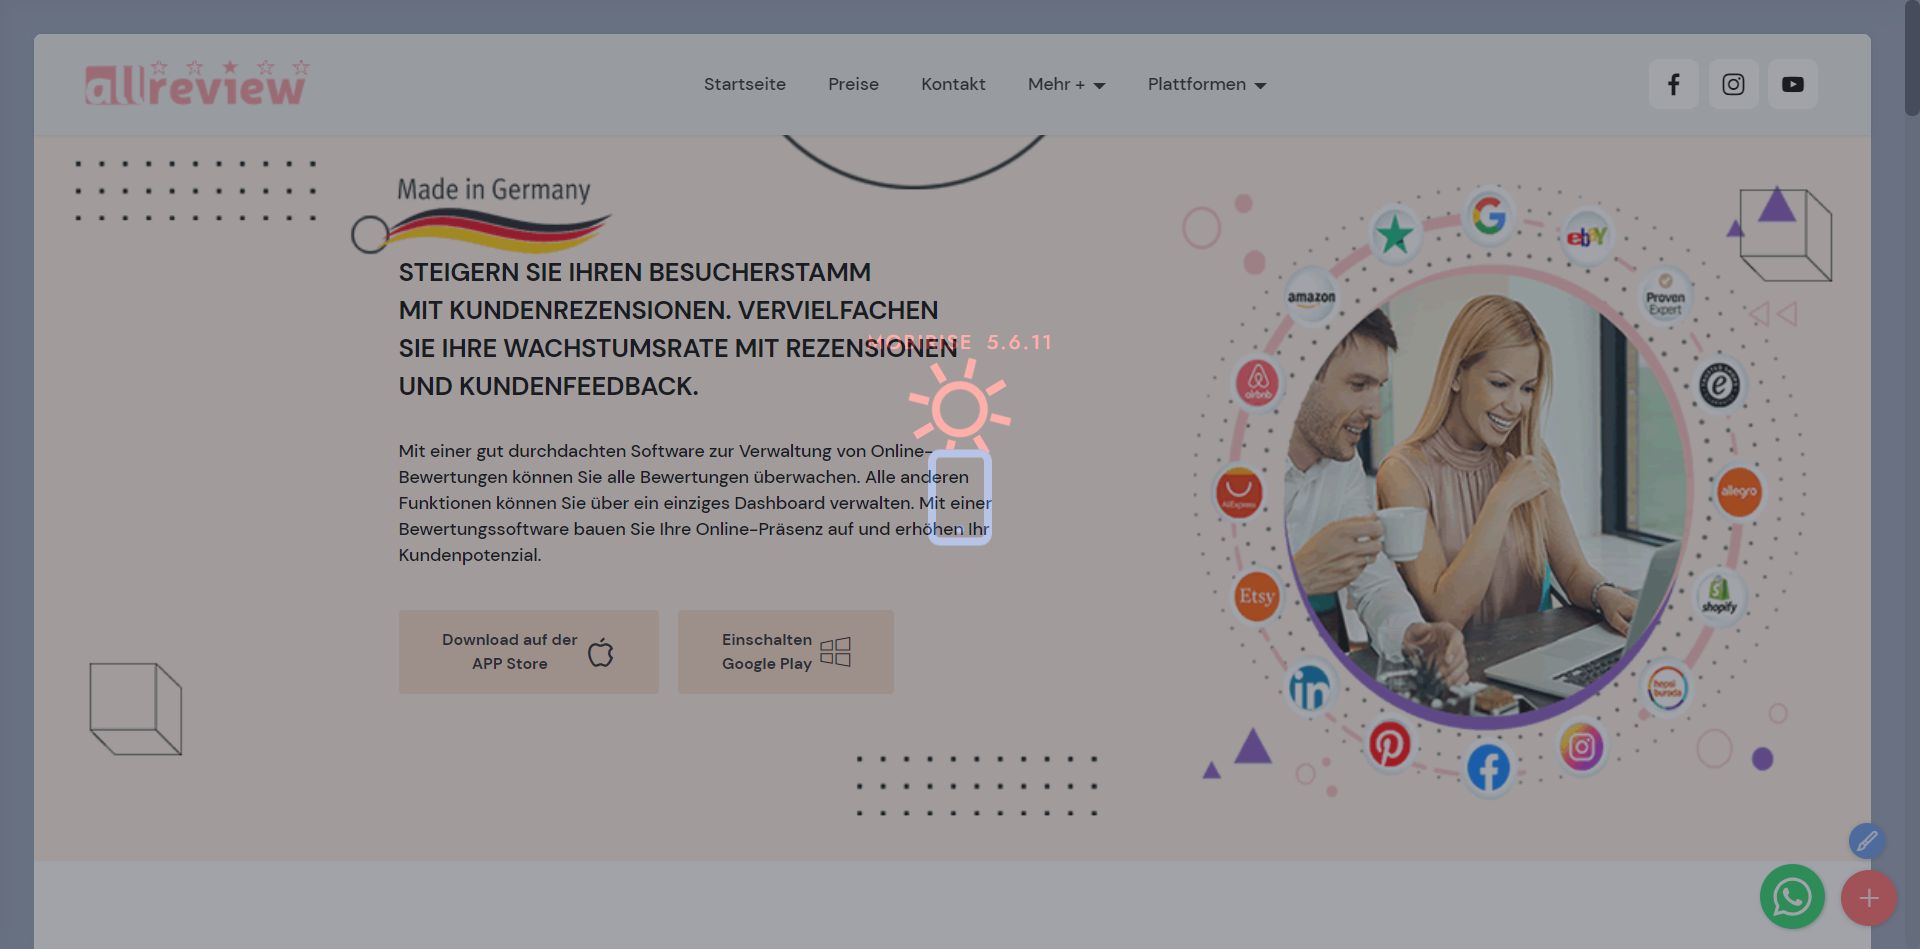 allreview
Startseite
Preise
Kontakt
Mehr +
Plattformen
Made in Germany
STEIGERN SIE IHREN BESUCHERSTAMM
MIT KUNDENREZENSIONEN. VERVIELFACHEN
SIE IHRE WACHSTUMSRATE MIT REZENSIONEN
UND KUNDENFEEDBACK.
MOBIRISE 5.6.11
Mit einer gut durchdachten Software zur Verwaltung von Online-
Bewertungen können Sie alle Bewertungen überwachen. Alle anderen
Funktionen können Sie über ein einziges Dashboard verwalten. Mit einer
Bewertungssoftware bauen Sie Ihre Online-Präsenz auf und erhöhen Ihr
Kundenpotenzial.
Download auf der
APP Store
Einschalten
Google Play
G
ebay
amazon
Proven
Expert
airbnb
e
AliExpress
allegro
Etsy
shopify
in
hepsi
burada